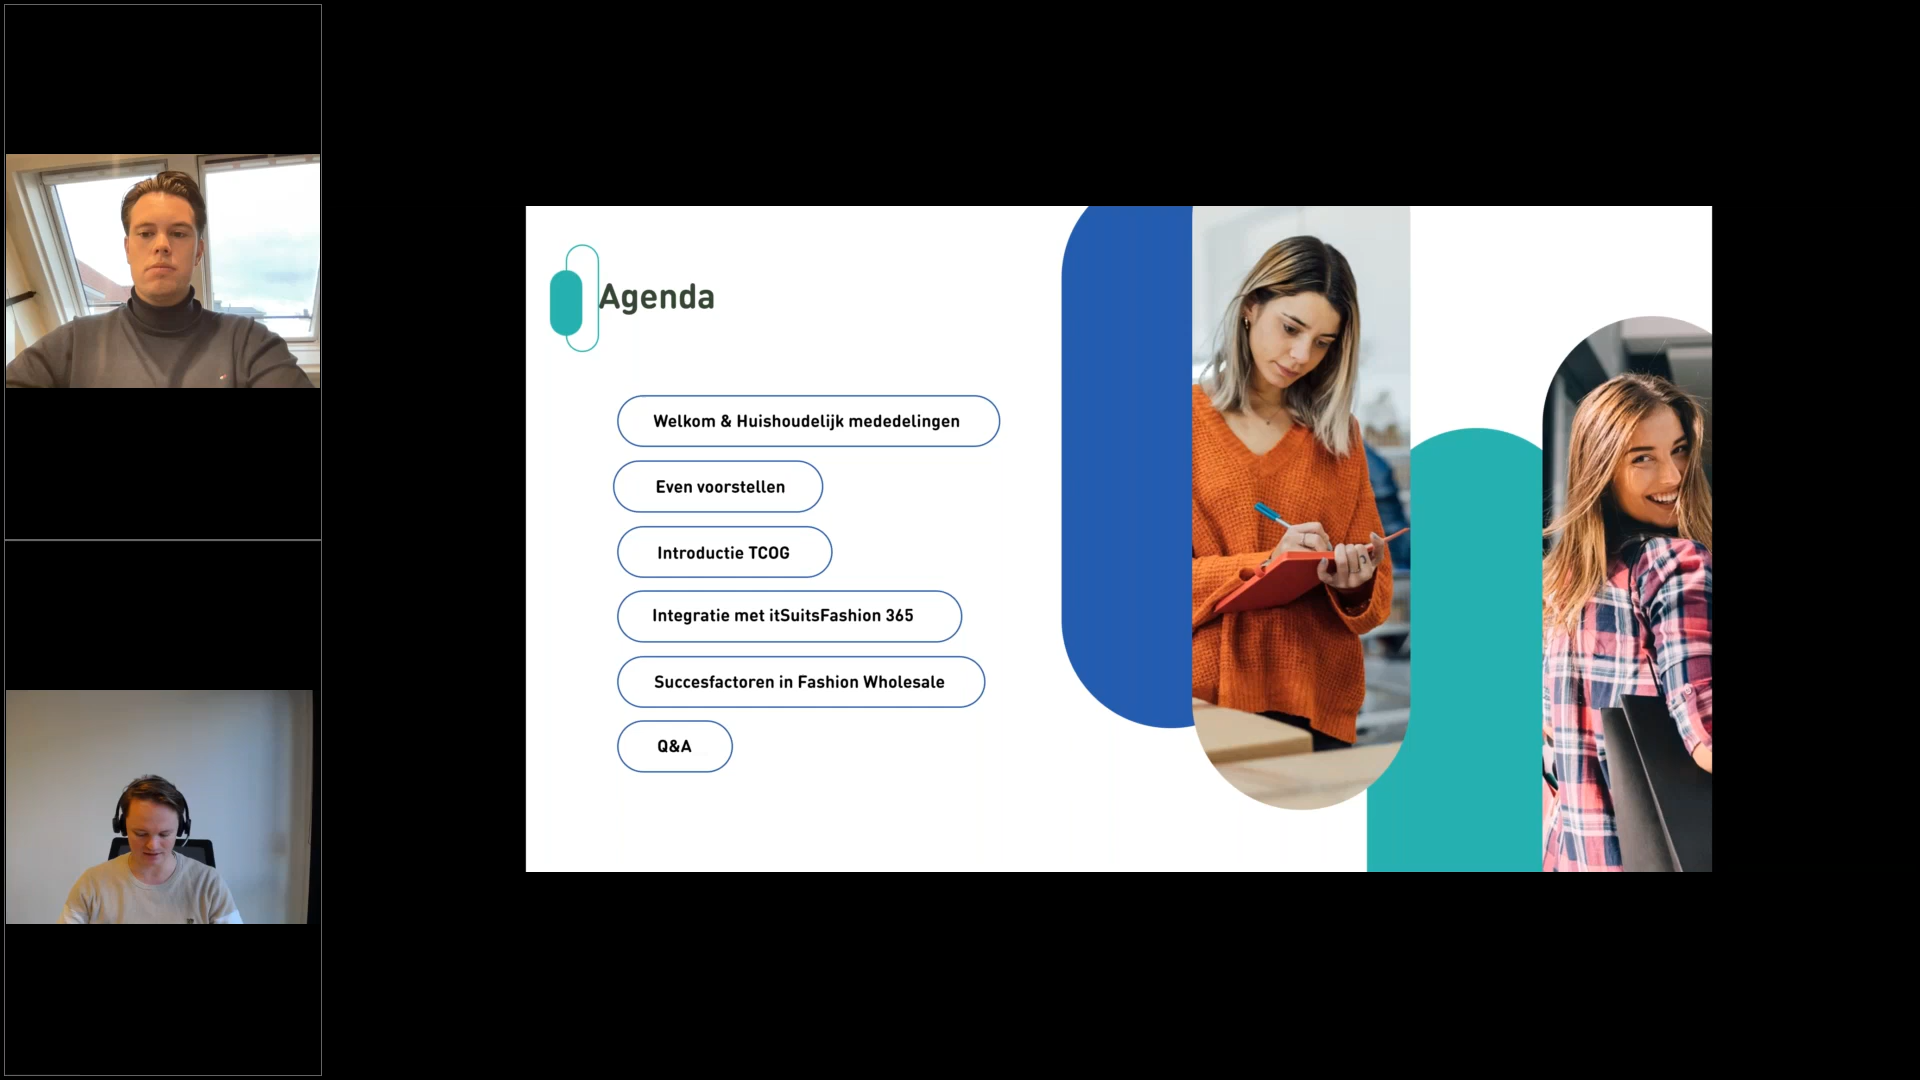 Agenda
Welkom & Huishoudelijk mededelingen
Even voorstellen
Introductie TCOG
Integratie met itSuitsFashion 365
Succesfactoren in Fashion Wholesale
Q&A